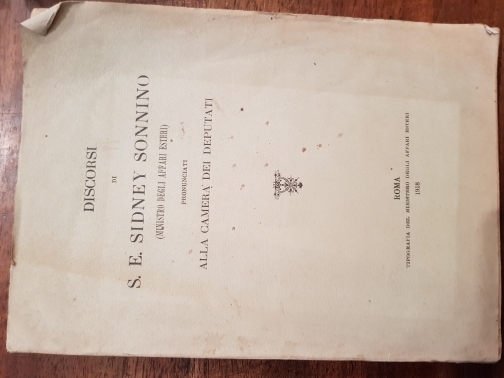 DISCORSI
DI
S. E. SIDNEY SONNINO
(MINISTRO DEGLI AFFARI ESTERI)
PRONUNCIATI
ALLA CAMERA DEI DEPUTATI
ROMA
TIPOGRAFIA DEL MINISTERO DEGLI AFFARI ESTERI